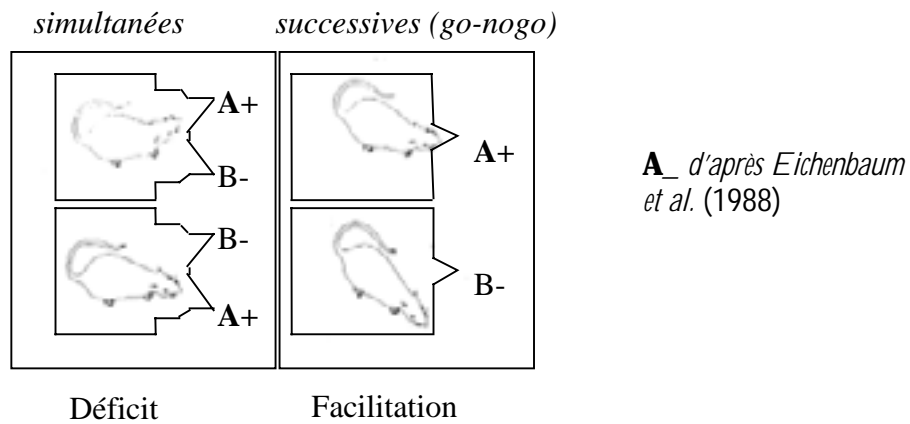 simultanées successives (go-nogo)
A+
B-
B-
A+
A+
B-
Déficit Facilitation
A_ d'après Eichenbaum
et al. (1988)